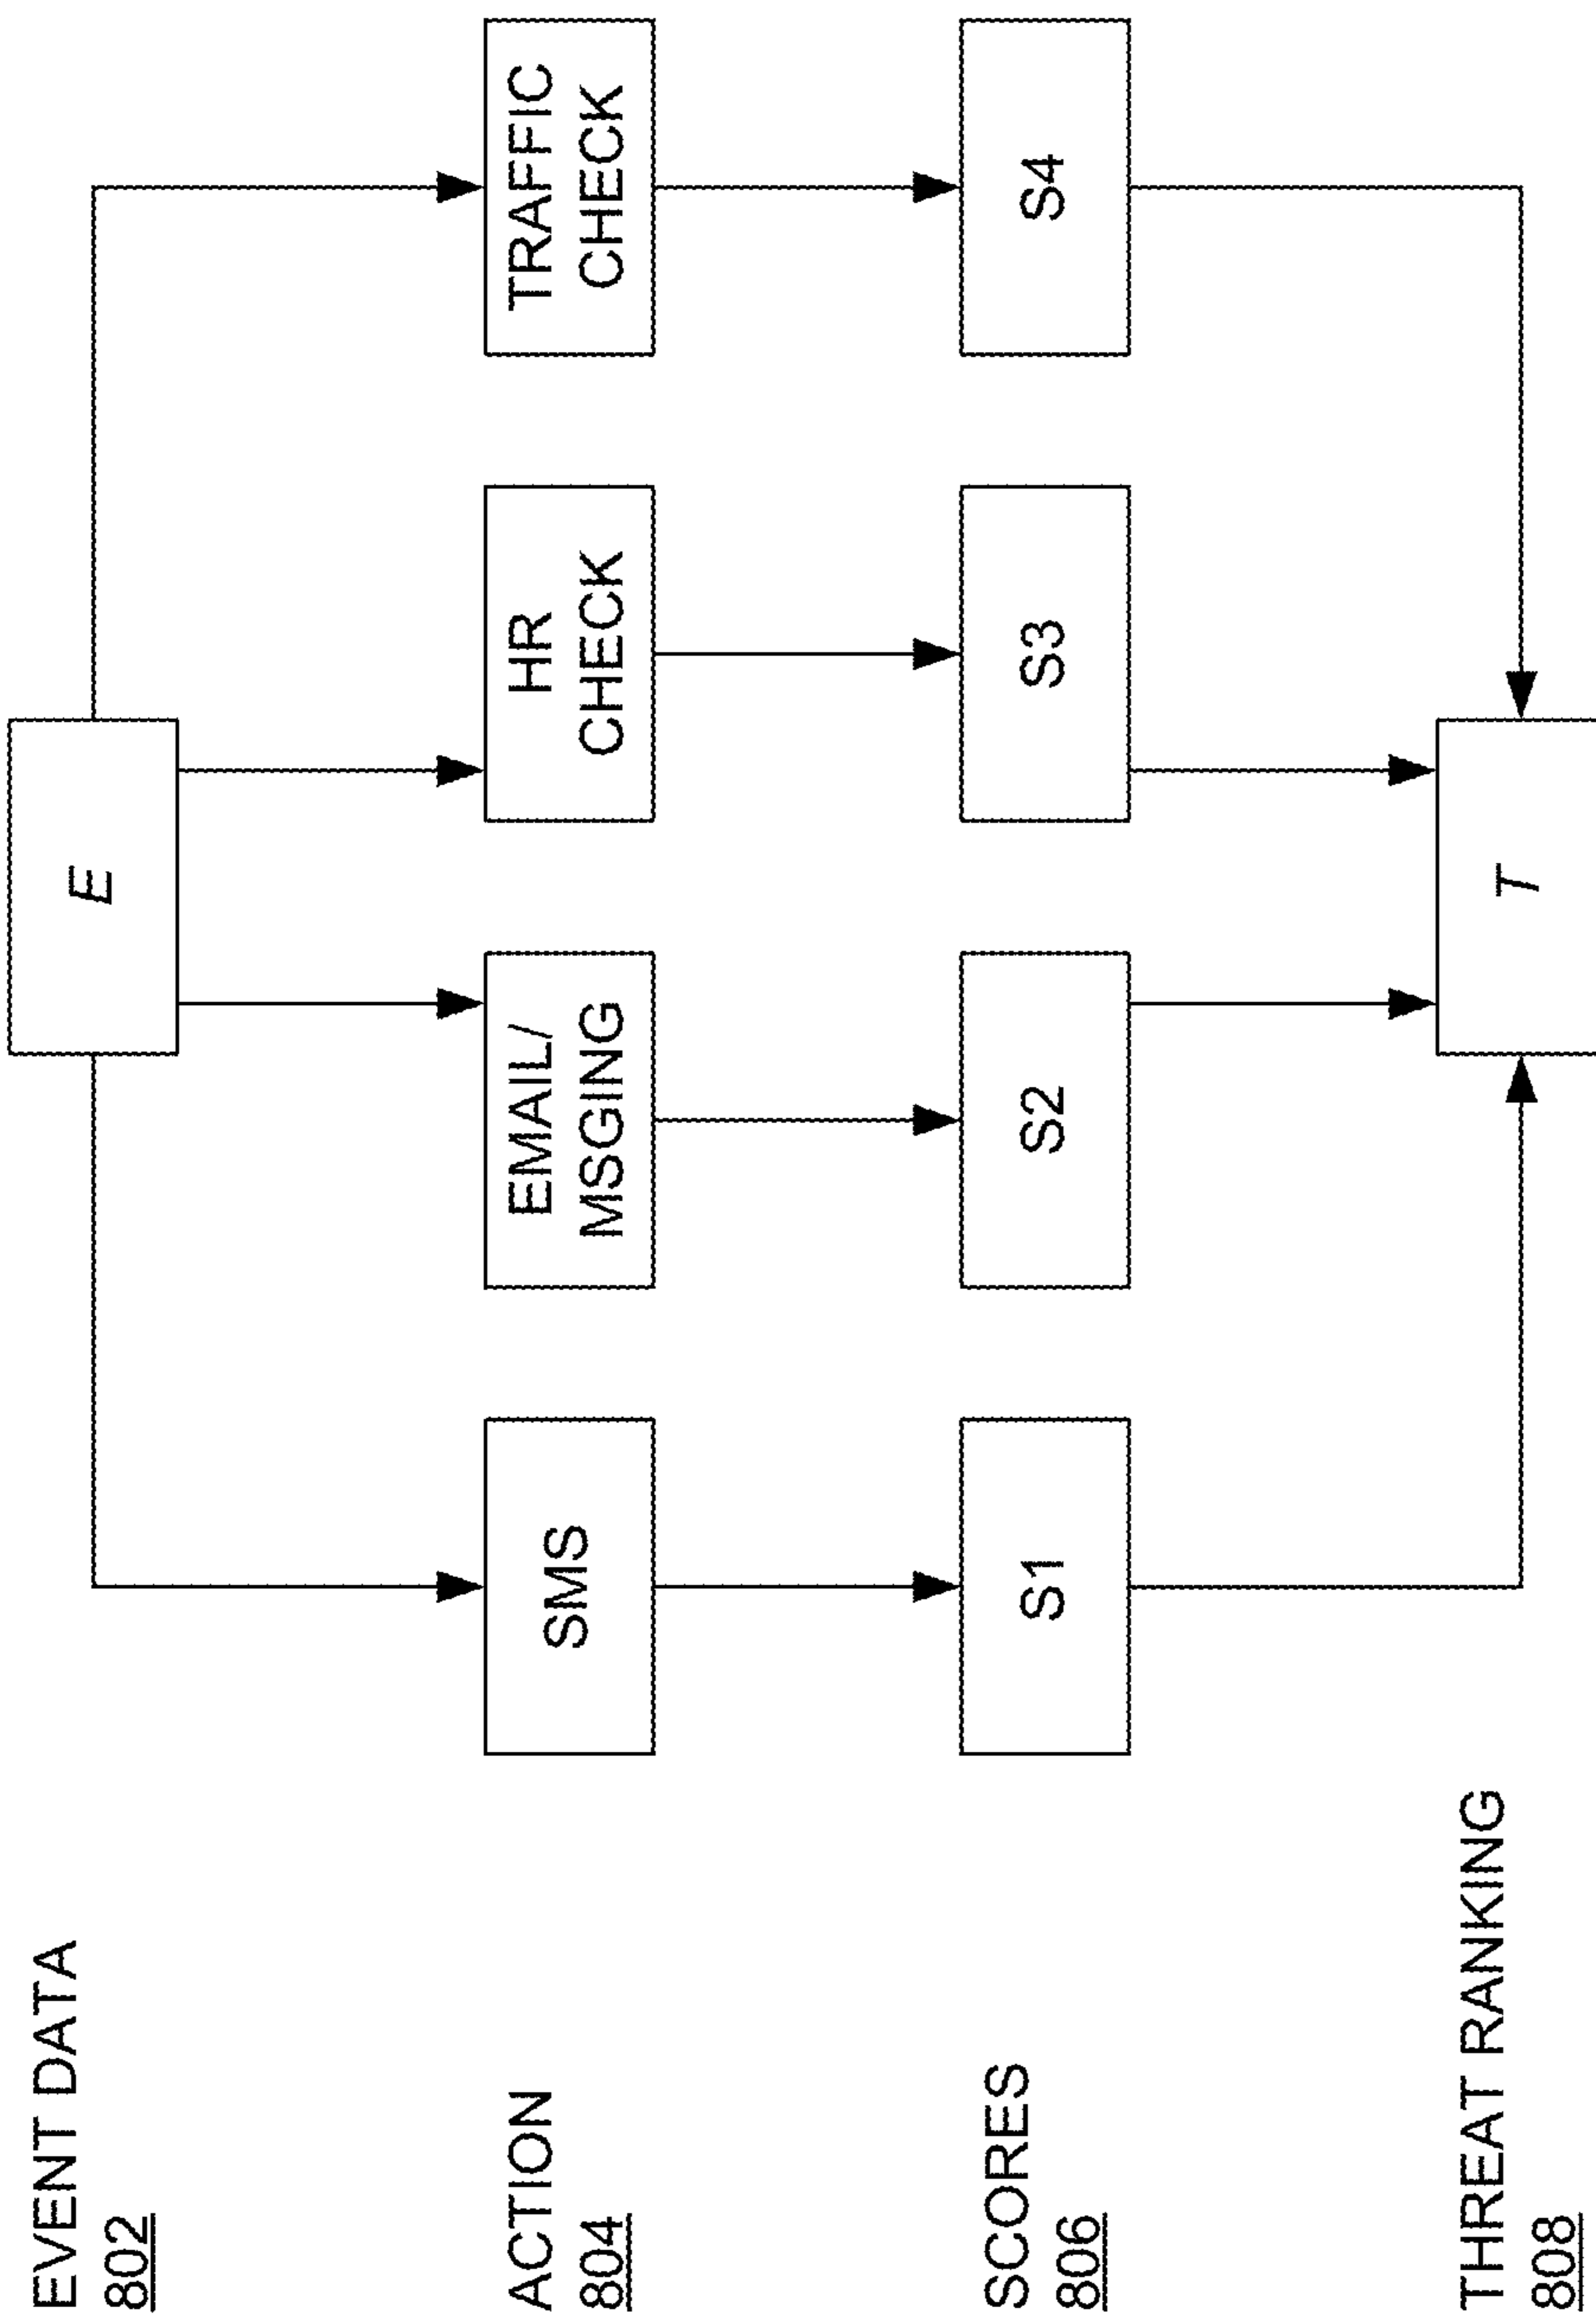 EVENT DATA
802
E
ACTION
804
SMS
EMAIL/
MSGING
HR
CHECK
TRAFFIC
CHECK
SCORES
806
S1
S2
S3
S4
THREAT RANKING
808
T